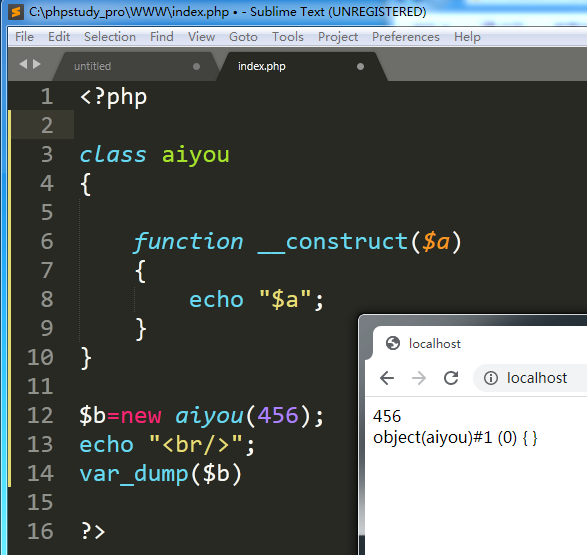 C:\phpstudy_pro\WWW\index.php • - Sublime Text (UNREGISTERED)
File Edit Selection Find View Goto Tools Project Preferences Help
untitled
index.php
1 <?php
2
3 class aiyou
4 {
5
6 function __construct($a)
7 {
8 echo "$a";
9 }
10 }
11
12 $b=new aiyou(456);
13 echo "<br/>";
14 var_dump($b)
15
16 ?>
localhost
localhost
456
object(aiyou)#1 (0) { }